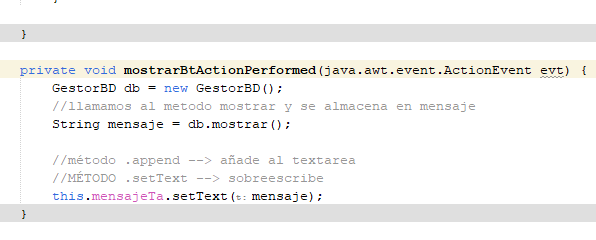 }
private void mostrarBtActionPerformed(java.awt.event.ActionEvent evt) {
GestorBD db = new GestorBD();
//llamamos al metodo mostrar y se almacena en mensaje
String mensaje = db.mostrar();
//método .append --> añade al textarea
//MÉTODO .setText --> sobreescribe
this.mensajeTa.setText(t: mensaje);
}